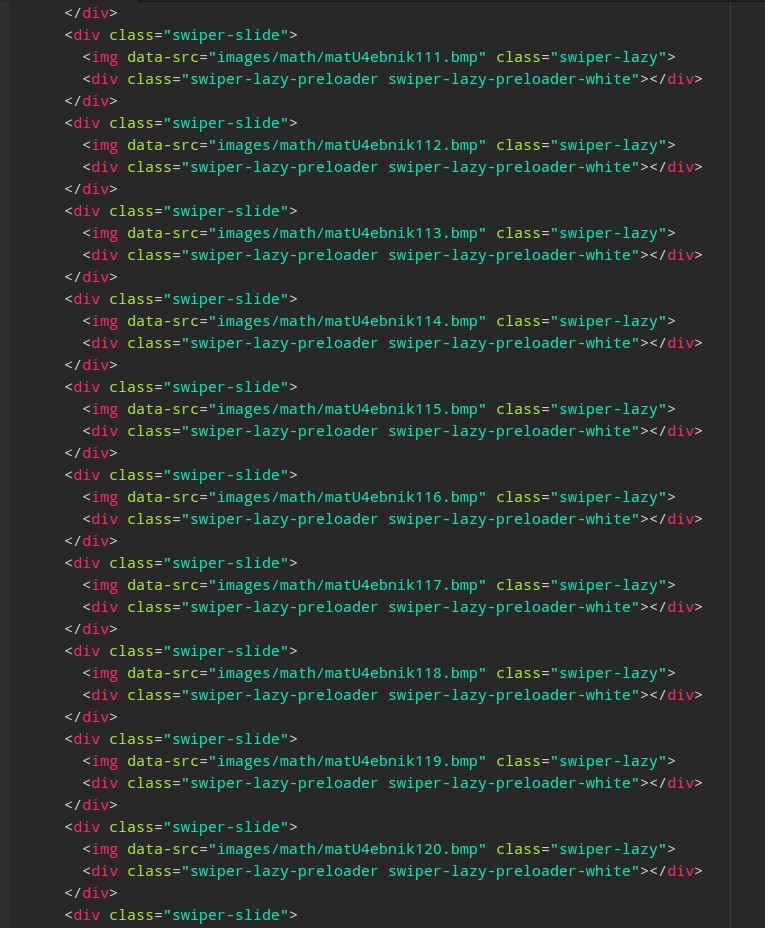 </div>
<div class="swiper-slide">
<img data-src="images/math/matU4ebnik111.bmp" class="swiper-lazy">
<div class="swiper-lazy-preloader swiper-lazy-preloader-white"></div>
</div>
<div class="swiper-slide">
<img data-src="images/math/matU4ebnik112.bmp" class="swiper-lazy">
<div class="swiper-lazy-preloader swiper-lazy-preloader-white"></div>
</div>
<div class="swiper-slide">
<img data-src="images/math/matU4ebnik113.bmp" class="swiper-lazy">
<div class="swiper-lazy-preloader swiper-lazy-preloader-white"></div>
</div>
<div class="swiper-slide">
<img data-src="images/math/matU4ebnik114.bmp" class="swiper-lazy">
<div class="swiper-lazy-preloader swiper-lazy-preloader-white"></div>
</div>
<div class="swiper-slide">
<img data-src="images/math/matU4ebnik115.bmp" class="swiper-lazy">
<div class="swiper-lazy-preloader swiper-lazy-preloader-white"></div>
</div>
<div class="swiper-slide">
<img data-src="images/math/matU4ebnik116.bmp" class="swiper-lazy">
<div class="swiper-lazy-preloader swiper-lazy-preloader-white"></div>
</div>
<div class="swiper-slide">
<img data-src="images/math/matU4ebnik117.bmp" class="swiper-lazy">
<div class="swiper-lazy-preloader swiper-lazy-preloader-white"></div>
</div>
<div class="swiper-slide">
<img data-src="images/math/matU4ebnik118.bmp" class="swiper-lazy">
<div class="swiper-lazy-preloader swiper-lazy-preloader-white"></div>
</div>
<div class="swiper-slide">
<img data-src="images/math/matU4ebnik119.bmp" class="swiper-lazy">
<div class="swiper-lazy-preloader swiper-lazy-preloader-white"></div>
</div>
<div class="swiper-slide">
<img data-src="images/math/matU4ebnik120.bmp" class="swiper-lazy">
<div class="swiper-lazy-preloader swiper-lazy-preloader-white"></div>
</div>
<div class="swiper-slide">